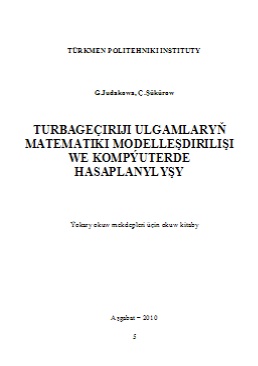 TÜRKMEN POLITEHNIKI INSTITUTY
G.Judakowa, Ç.Şükürow
TURBAGEÇIRIJI ULGAMLARYŇ
MATEMATIKI MODELLEŞDIRILIŞI
WE KOMPÝUTERDE
HASAPLANYLYŞY
Ýokary okuw mekdepleri üçin okuw kitaby
Aşgabat – 2010
5